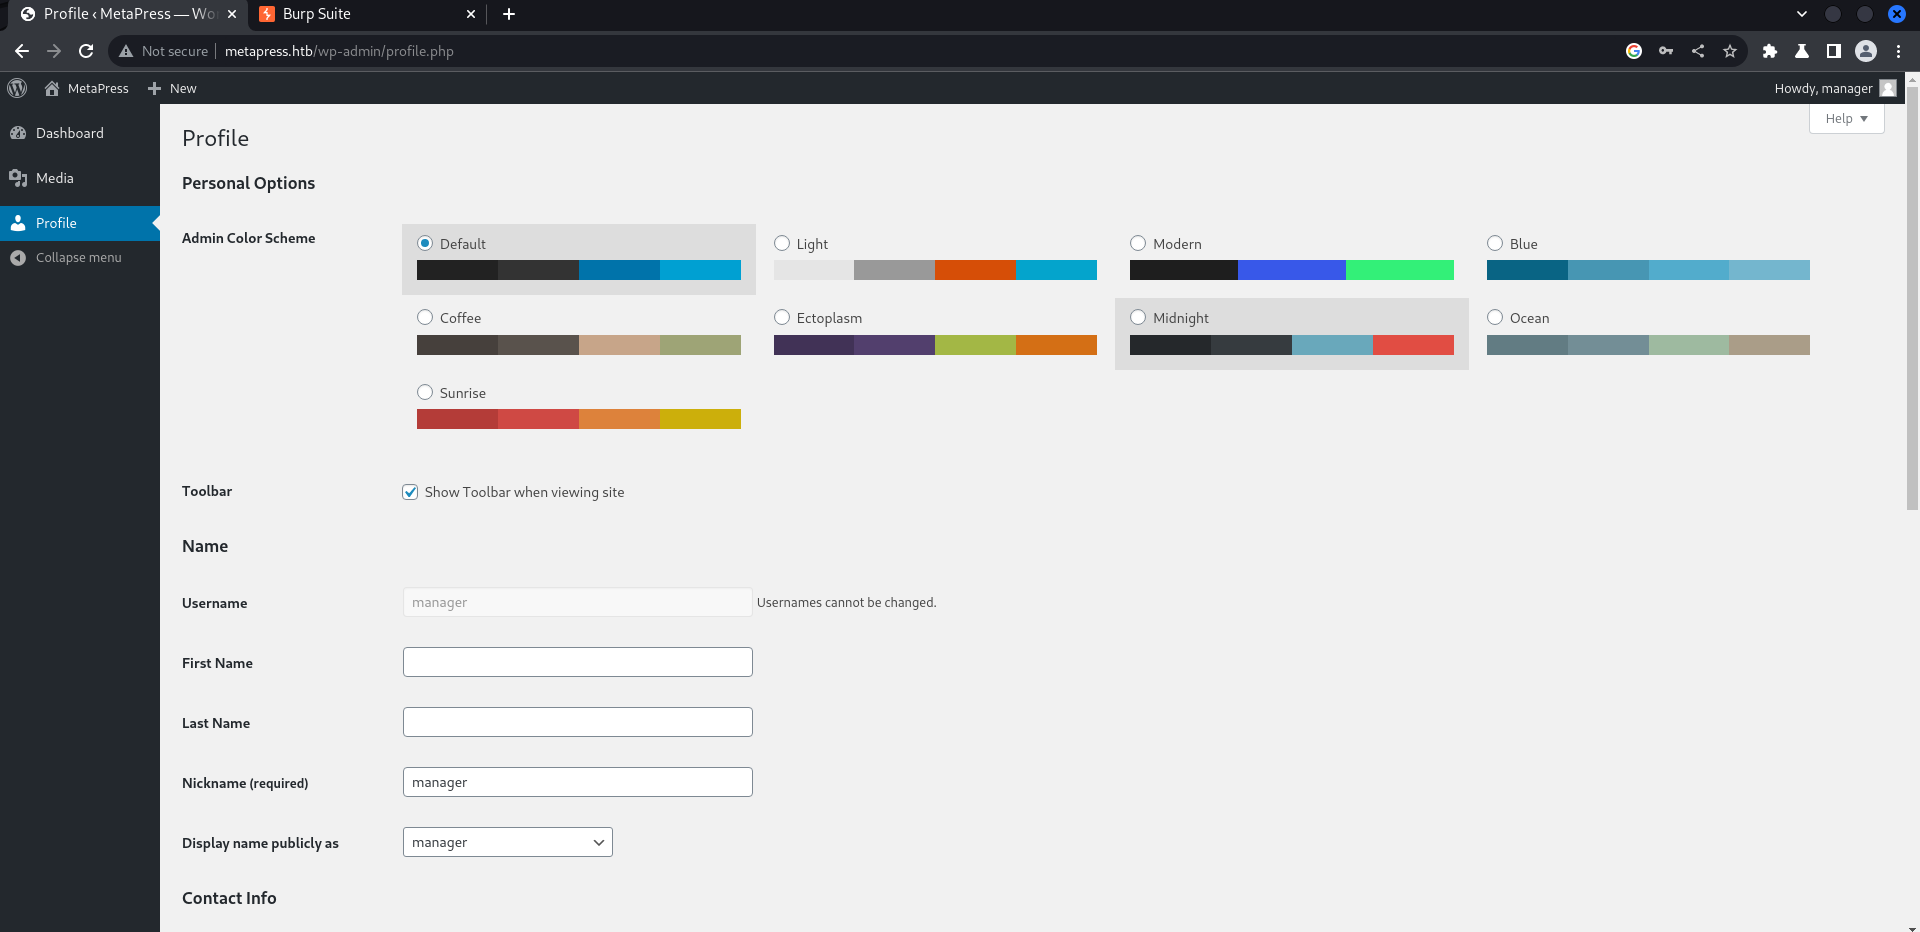 Profile ‹ MetaPress — Wo
Burp Suite
Not secure
metapress.htb/wp-admin/profile.php
MetaPress
New
Howdy, manager
Dashboard
Media
Profile
Collapse menu
Help
Profile
Personal Options
Admin Color Scheme
Default
Light
Modern
Blue
Coffee
Ectoplasm
Midnight
Ocean
Sunrise
Toolbar
Show Toolbar when viewing site
Name
Username
manager
Usernames cannot be changed.
First Name
Last Name
Nickname (required)
manager
Display name publicly as
manager
Contact Info